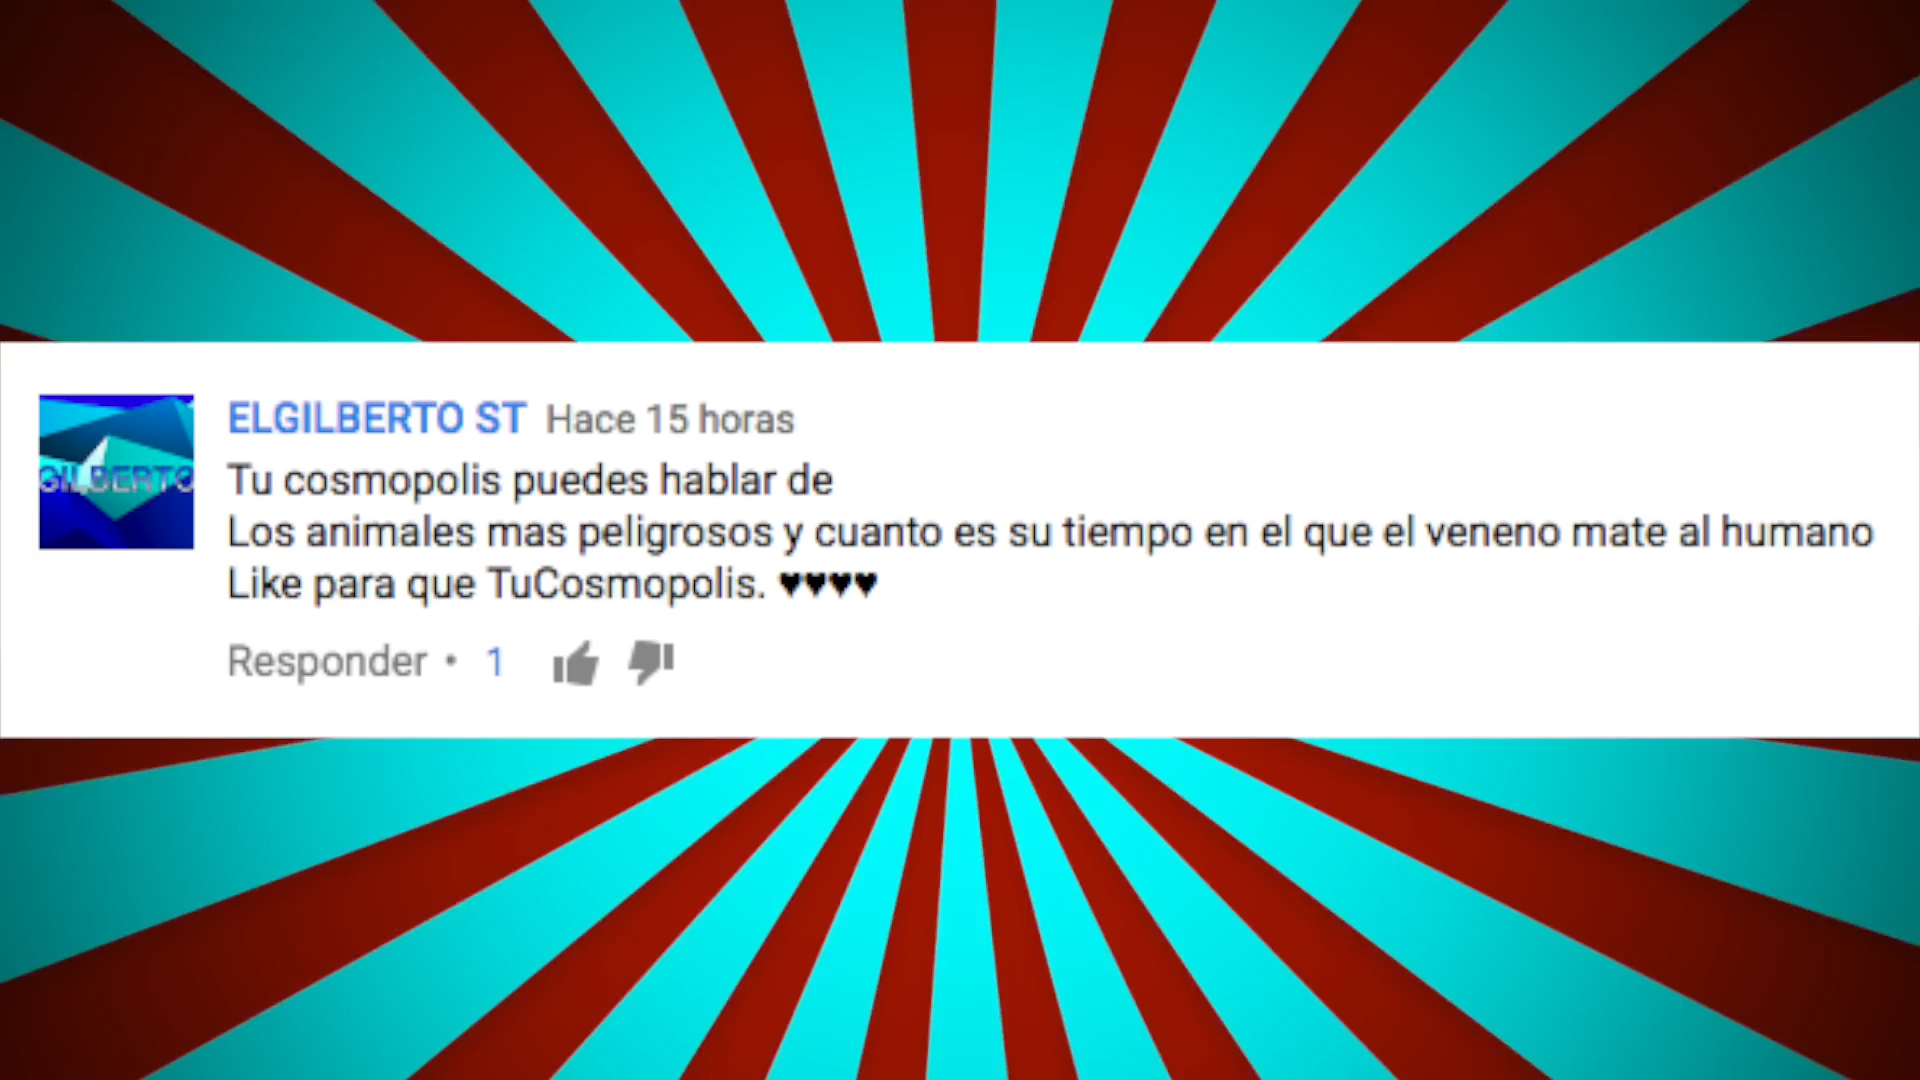 ELGILBERTO ST Hace 15 horas
GILBERTO
Tu cosmopolis puedes hablar de
Los animales mas peligrosos y cuanto es su tiempo en el que el veneno mate al humano
Like para que TuCosmopolis. ♥♥♥♥
Responder • 1